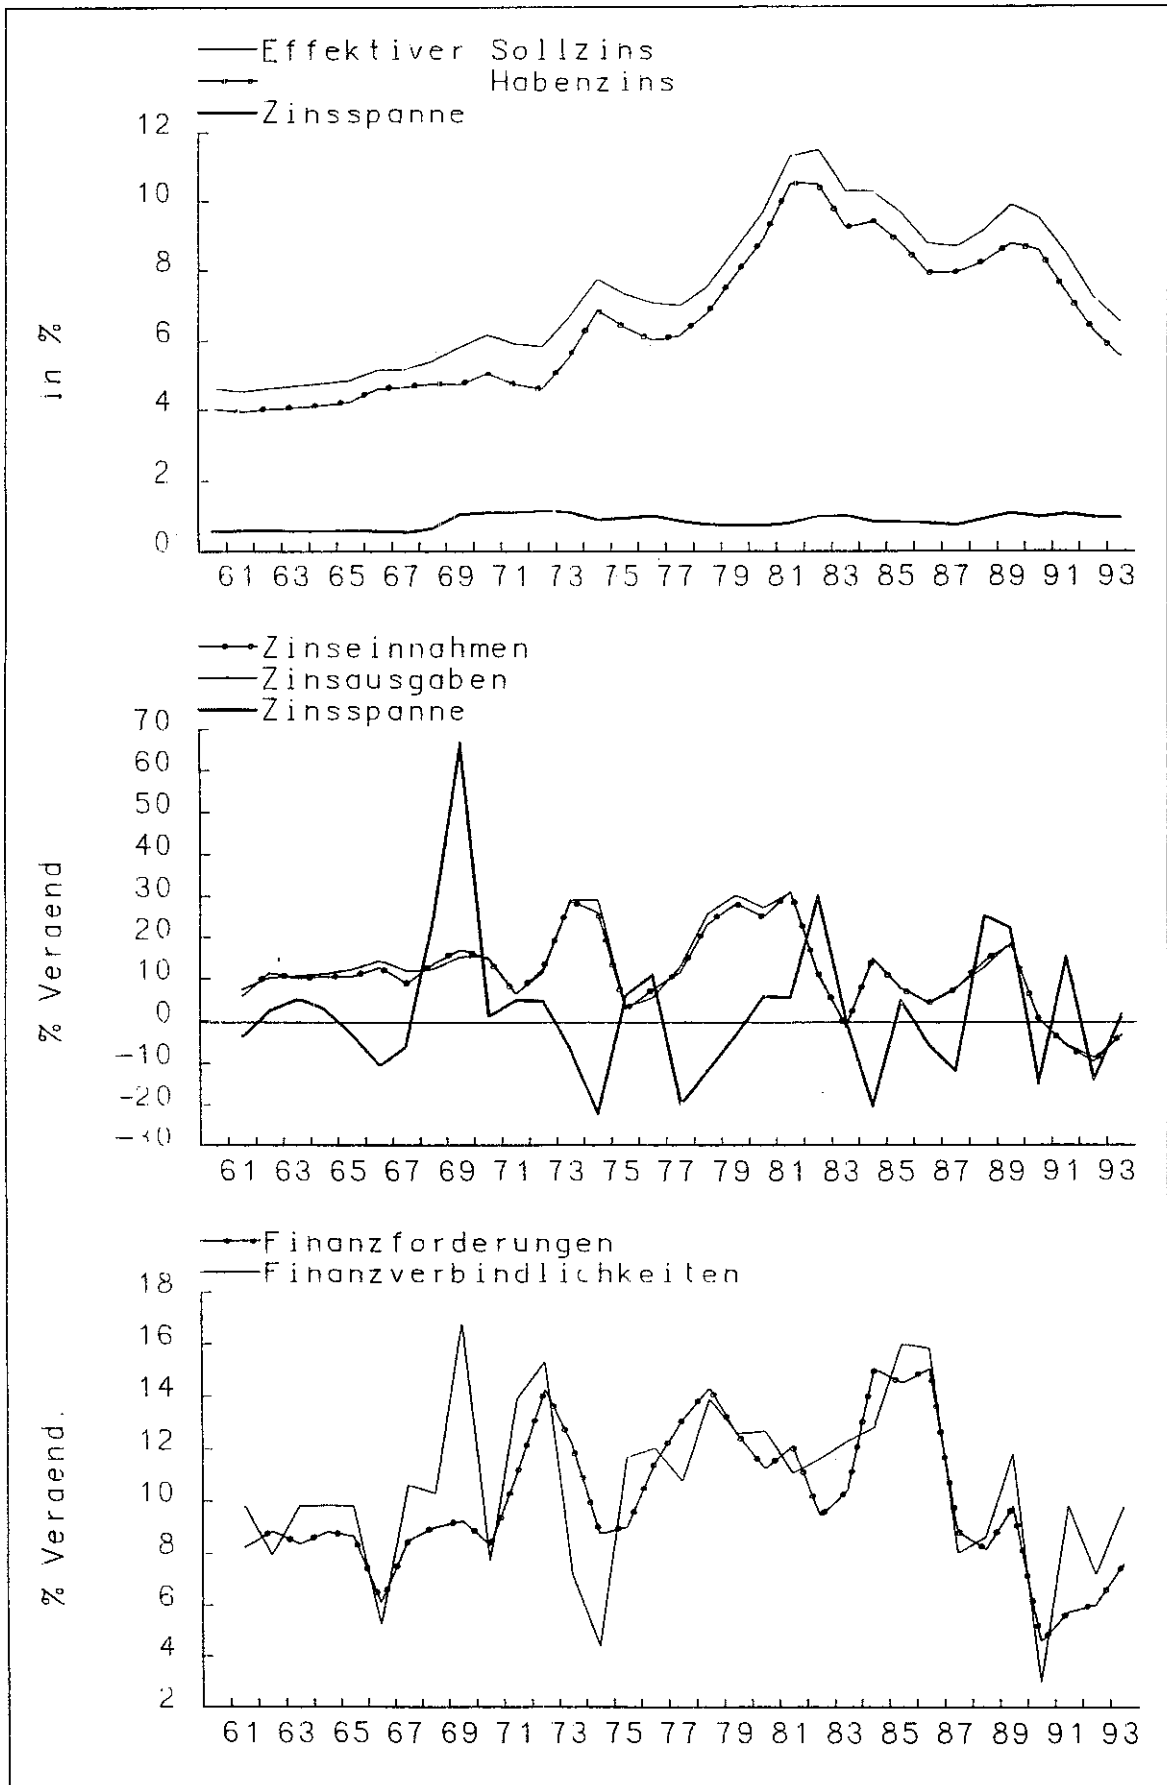 Effektiver Sollzins
Habenzins
Zinsspanne
12
10
8
6
4
2
0
in %
61 63 65 67 69 71 73 75 77 79 81 83 85 87 89 91 93
Zinseinnahmen
Zinsausgaben
Zinsspanne
70
60
50
40
30
20
10
0
-10
-20
-30
% Veraend
61 63 65 67 69 71 73 75 77 79 81 83 85 87 89 91 93
Finanzforderungen
Finanzverbindlichkeiten
18
16
14
12
10
8
6
4
2
% Veraend.
61 63 65 67 69 71 73 75 77 79 81 83 85 87 89 91 93